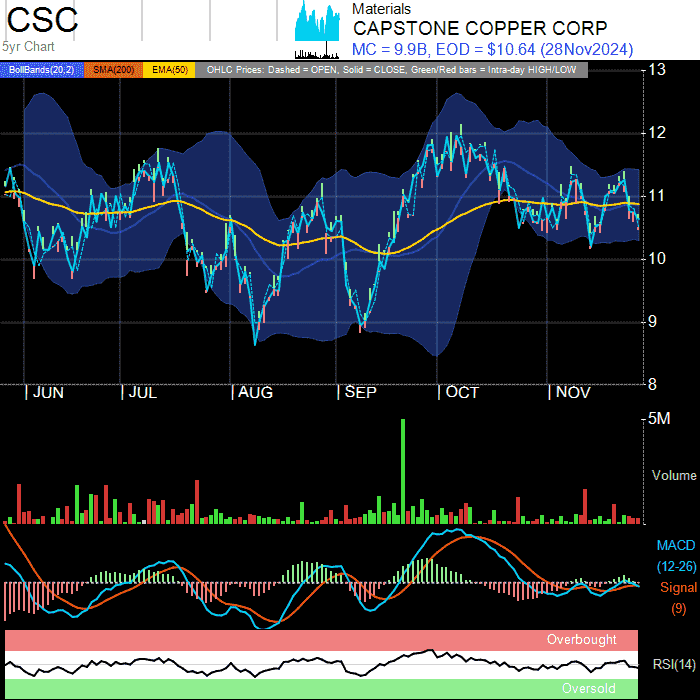 CSC
5yr Chart
Materials
CAPSTONE COPPER CORP
MC = 9.9B, EOD = $10.64 (28Nov2024)
BollBands(20,2) SMA(200) EMA(50) OHLC Prices: Dashed = OPEN, Solid = CLOSE, Green/Red bars = Intra-day HIGH/LOW
13
12
11
10
9
8
| JUN | JUL | AUG | SEP | OCT | NOV
5M
Volume
MACD
(12-26)
Signal
(9)
Overbought
RSI(14)
Oversold